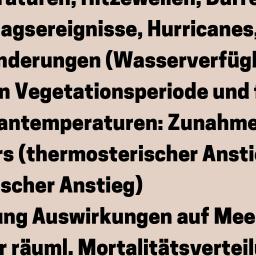 raturen, Hitzewellen, Dürre
agsereignisse, Hurricanes,
nderungen (Wasserverfügb
n Vegetationsperiode und f
antemperaturen: Zunahme
rs (thermosterischer Anstie
ischer Anstieg)
ung Auswirkungen auf Mee
r räuml. Mortalitätsverteilu